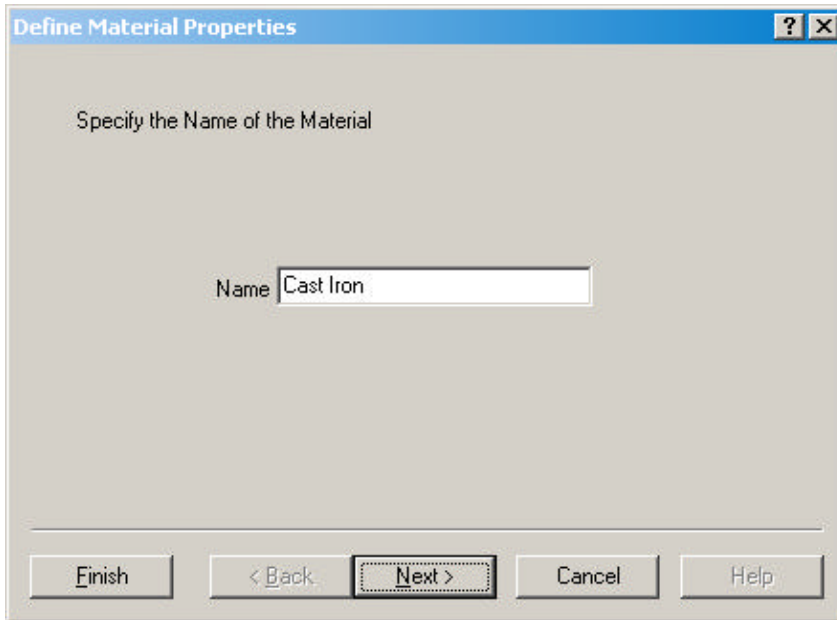 Define Material Properties
Specify the Name of the Material
Name Cast Iron
Finish < Back Next > Cancel Help